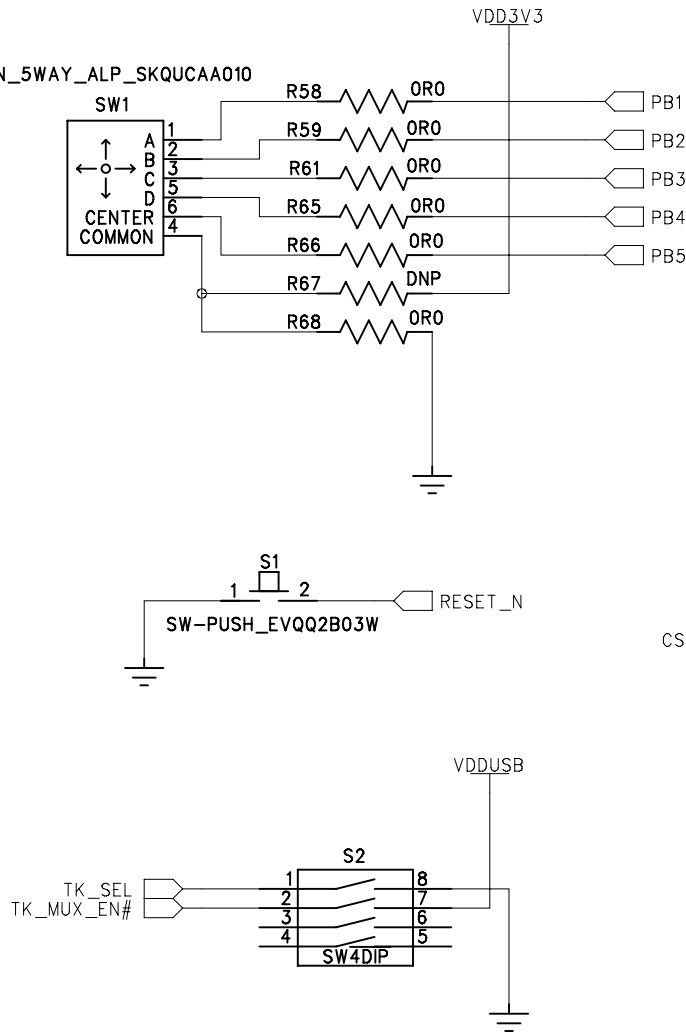 VDD3V3
N_5WAY_ALP_SKQUCAA010
SW1
R58 0R0 PB1
A 1
R59 0R0 PB2
B 2
C 3
R61 0R0 PB3
D 5
R65 0R0 PB4
CENTER 6
COMMON 4
R66 0R0 PB5
R67 DNP
R68 0R0
S1
1 2
RESET_N
SW-PUSH_EVQQ2B03W
CS
VDDUSB
S2
TK_SEL 1 8
TK_MUX_EN# 2 7
3 6
4 5
SW4DIP